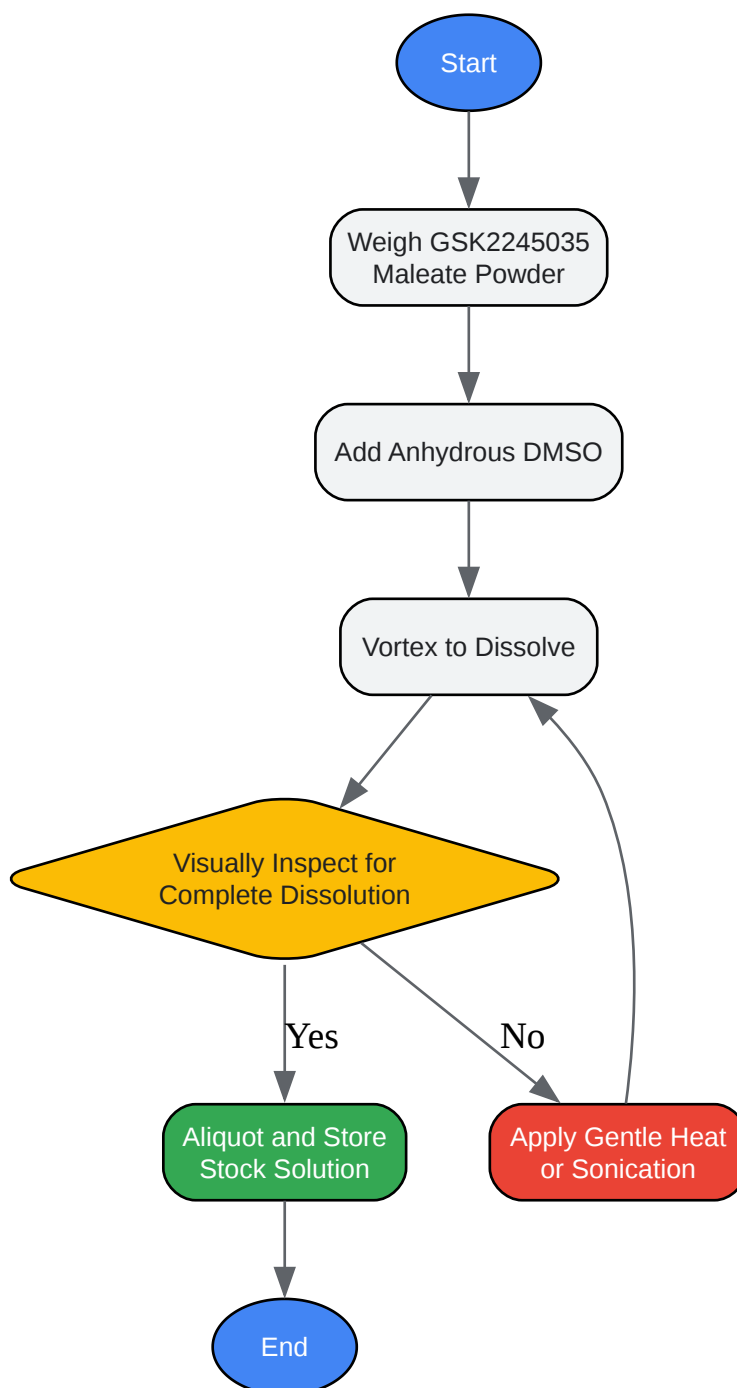 Start
Weigh GSK2245035
Maleate Powder
Add Anhydrous DMSO
Vortex to Dissolve
Visually Inspect for
Complete Dissolution
Yes
No
Aliquot and Store
Stock Solution
Apply Gentle Heat
or Sonication
End